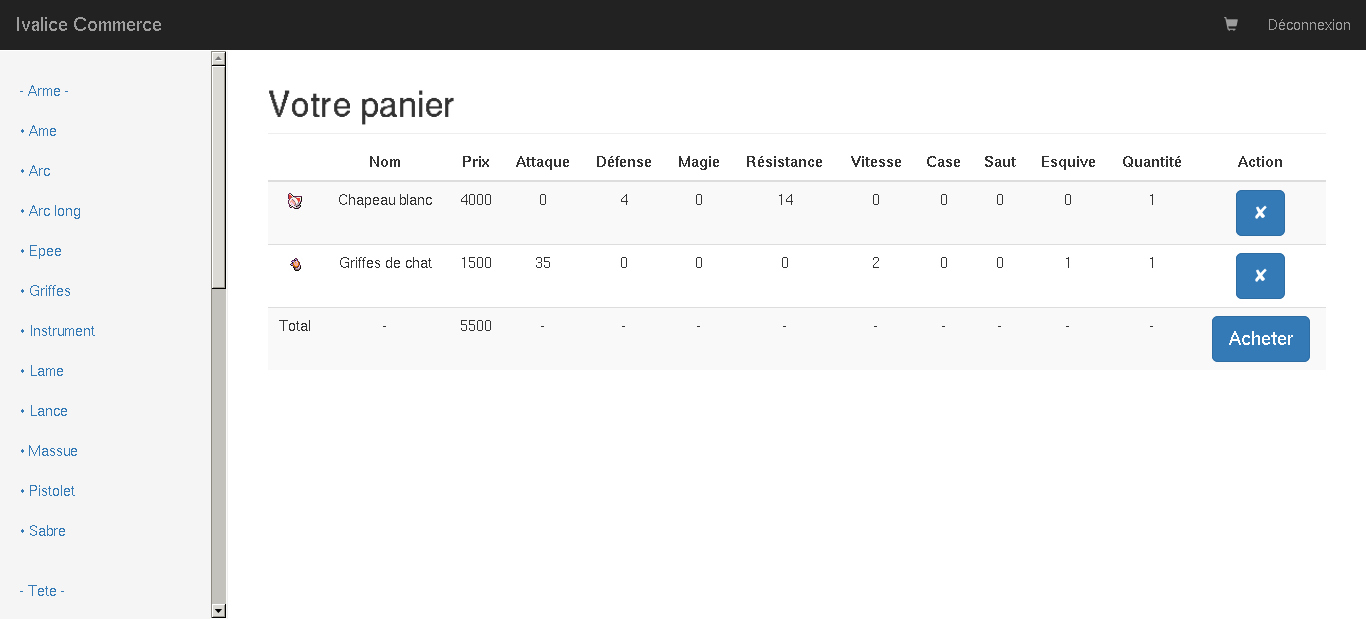 Ivalice Commerce
Déconnexion
- Arme -
• Ame
• Arc
• Arc long
• Epee
• Griffes
• Instrument
• Lame
• Lance
• Massue
• Pistolet
• Sabre
- Tete -
Votre panier
Nom Prix Attaque Défense Magie Résistance Vitesse Case Saut Esquive Quantité Action
Chapeau blanc 4000 0 4 0 14 0 0 0 0 1 ✘
Griffes de chat 1500 35 0 0 0 2 0 0 1 1 ✘
Total - 5500 - - - - - - - - - Acheter